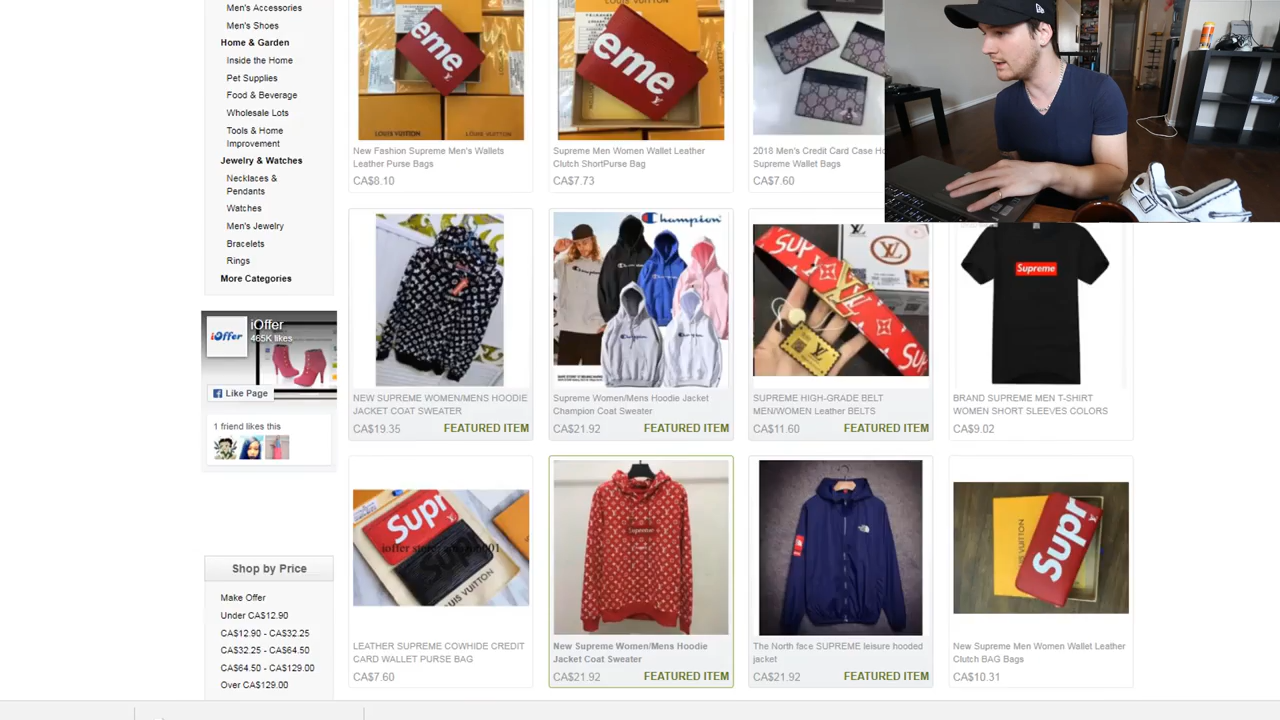 Men's Accessories
Men's Shoes
Home & Garden
Inside the Home
Pet Supplies
Food & Beverage
Wholesale Lots
Tools & Home
Improvement
Jewelry & Watches
Necklaces &
Pendants
Watches
Men's Jewelry
Bracelets
Rings
More Categories
iOffer
iOffer
465K likes
Like Page
1 friend likes this
Shop by Price
Make Offer
Under CA$12.90
CA$12.90 - CA$32.25
CA$32.25 - CA$64.50
CA$64.50 - CA$129.00
Over CA$129.00
eme
LOUIS VUITTON
New Fashion Supreme Men's Wallets
Leather Purse Bags
CA$8.10
eme
LOUIS VUITTON
Supreme Men Women Wallet Leather
Clutch ShortPurse Bag
CA$7.73
2018 Men's Credit Card Case Ho
Supreme Wallet Bags
CA$7.60
NEW SUPREME WOMEN/MENS HOODIE
JACKET COAT SWEATER
CA$19.35
FEATURED ITEM
Champion
Supreme Women/Mens Hoodie Jacket
Champion Coat Sweater
CA$21.92
FEATURED ITEM
SUP
LV
Sup
SUPREME HIGH-GRADE BELT
MEN/WOMEN Leather BELTS
CA$11.60
FEATURED ITEM
Supreme
BRAND SUPREME MEN T-SHIRT
WOMEN SHORT SLEEVES COLORS
CA$9.02
Supr
LEATHER SUPREME COWHIDE CREDIT
CARD WALLET PURSE BAG
CA$7.60
Supreme
New Supreme Women/Mens Hoodie
Jacket Coat Sweater
CA$21.92
FEATURED ITEM
The North face SUPREME leisure hooded
jacket
CA$21.92
FEATURED ITEM
Supr
New Supreme Men Women Wallet Leather
Clutch BAG Bags
CA$10.31